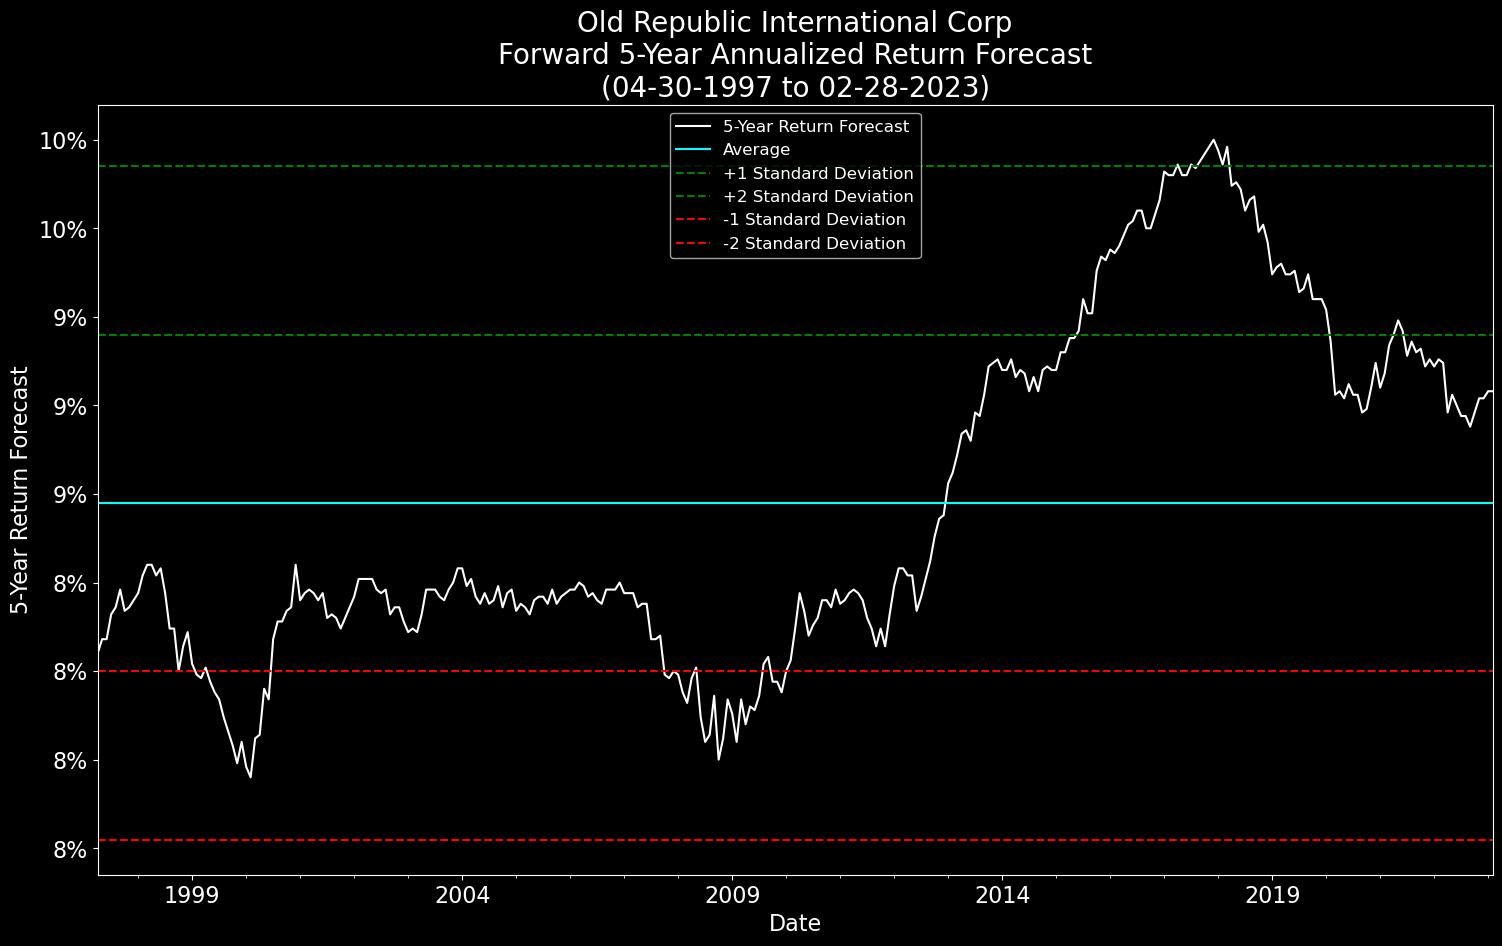 Old Republic International Corp
Forward 5-Year Annualized Return Forecast
(04-30-1997 to 02-28-2023)
5-Year Return Forecast
Average
+1 Standard Deviation
+2 Standard Deviation
-1 Standard Deviation
-2 Standard Deviation
10%
10%
9%
9%
9%
8%
8%
8%
8%
5-Year Return Forecast
1999 2004 2009 2014 2019
Date